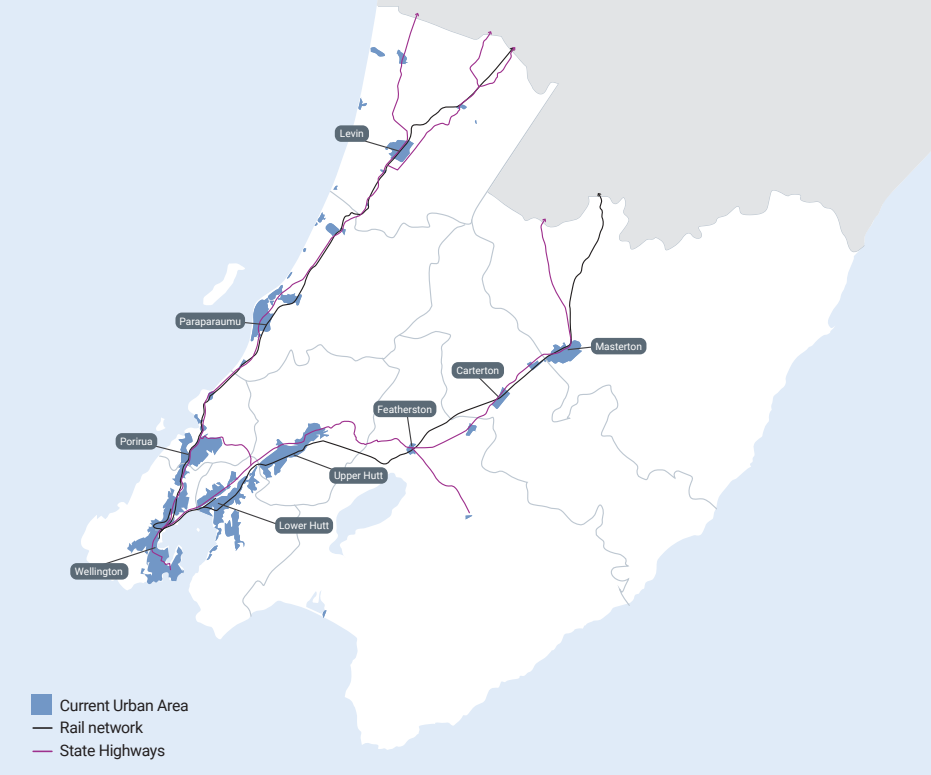 Levin
Paraparaumu
Masterton
Carterton
Featherston
Porirua
Upper Hutt
Lower Hutt
Wellington
Current Urban Area
Rail network
State Highways